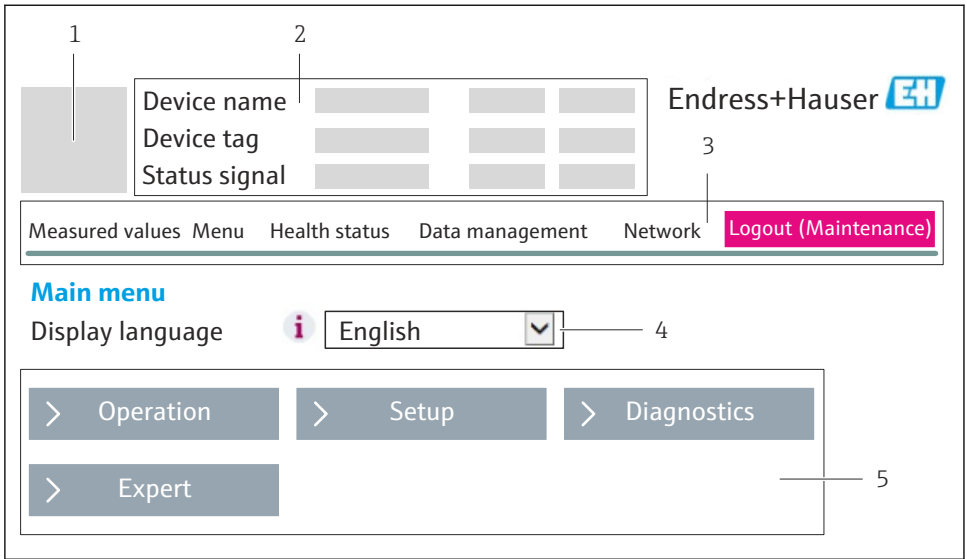 1 2
Device name
Endress+Hauser EH
Device tag
3
Status signal
Measured values Menu Health status Data management Network Logout (Maintenance)
Main menu
Display language i English 4
> Operation > Setup > Diagnostics
> Expert 5